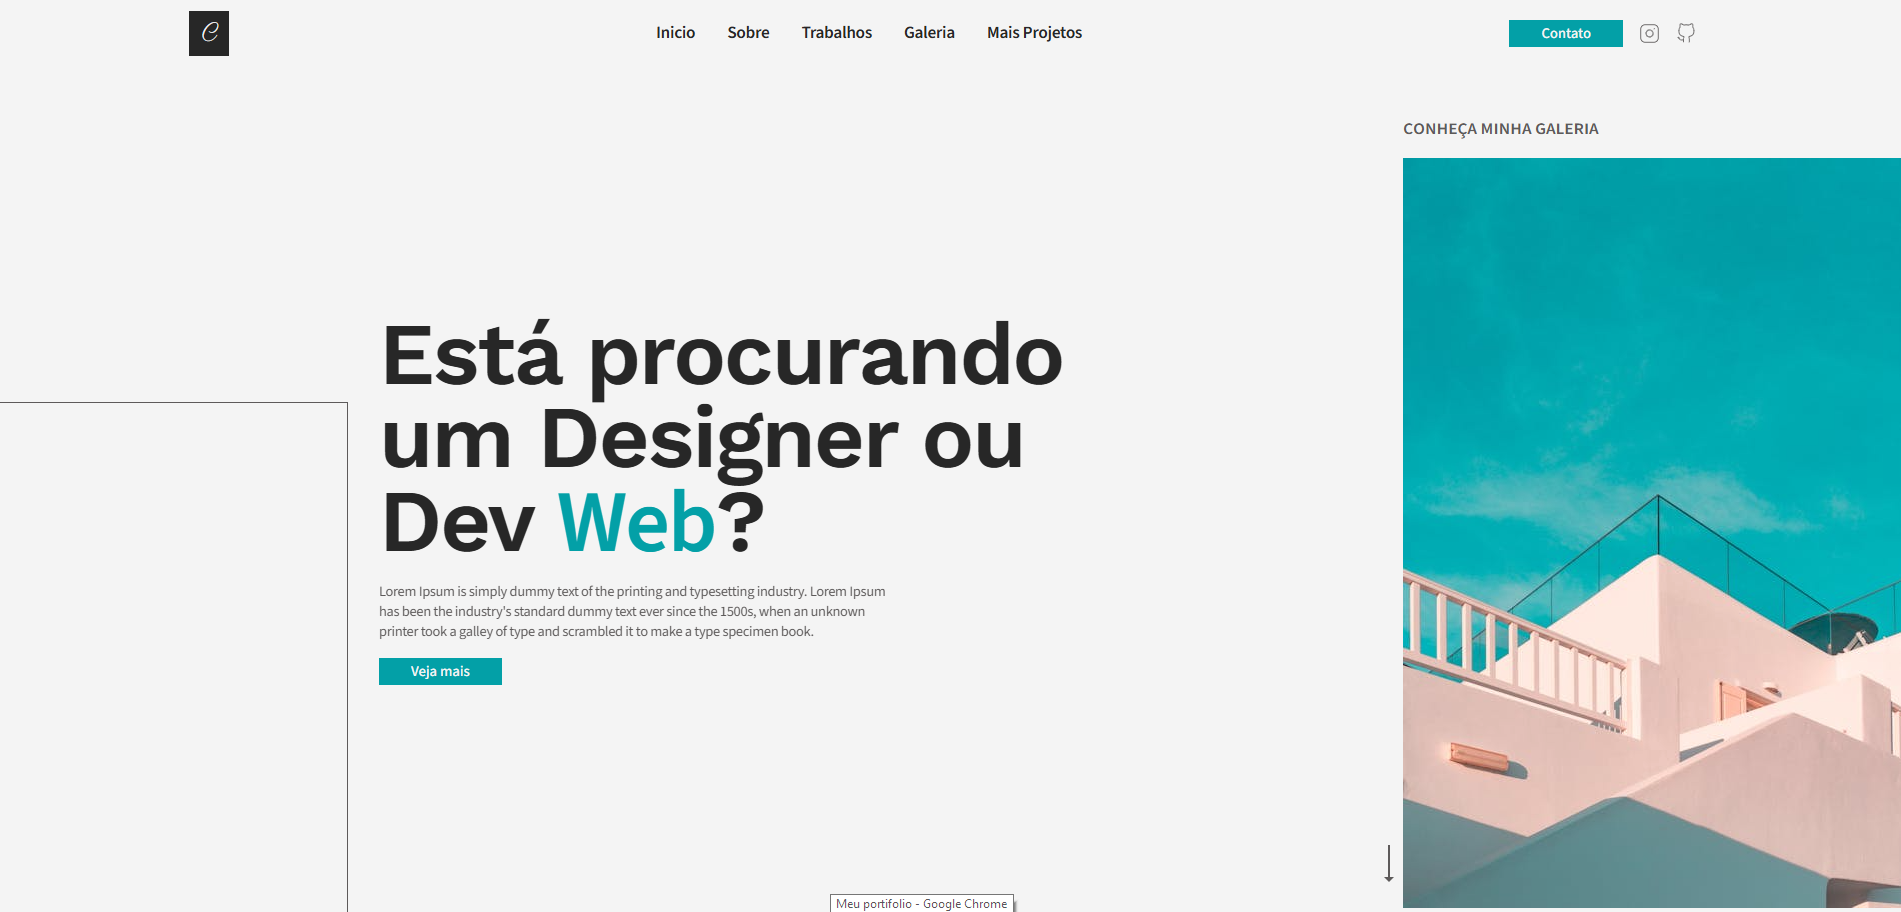 C
Inicio Sobre Trabalhos Galeria Mais Projetos Contato
CONHEÇA MINHA GALERIA
Está procurando
um Designer ou
Dev Web?
Lorem Ipsum is simply dummy text of the printing and typesetting industry. Lorem Ipsum
has been the industry's standard dummy text ever since the 1500s, when an unknown
printer took a galley of type and scrambled it to make a type specimen book.
Veja mais
Meu portifolio - Google Chrome